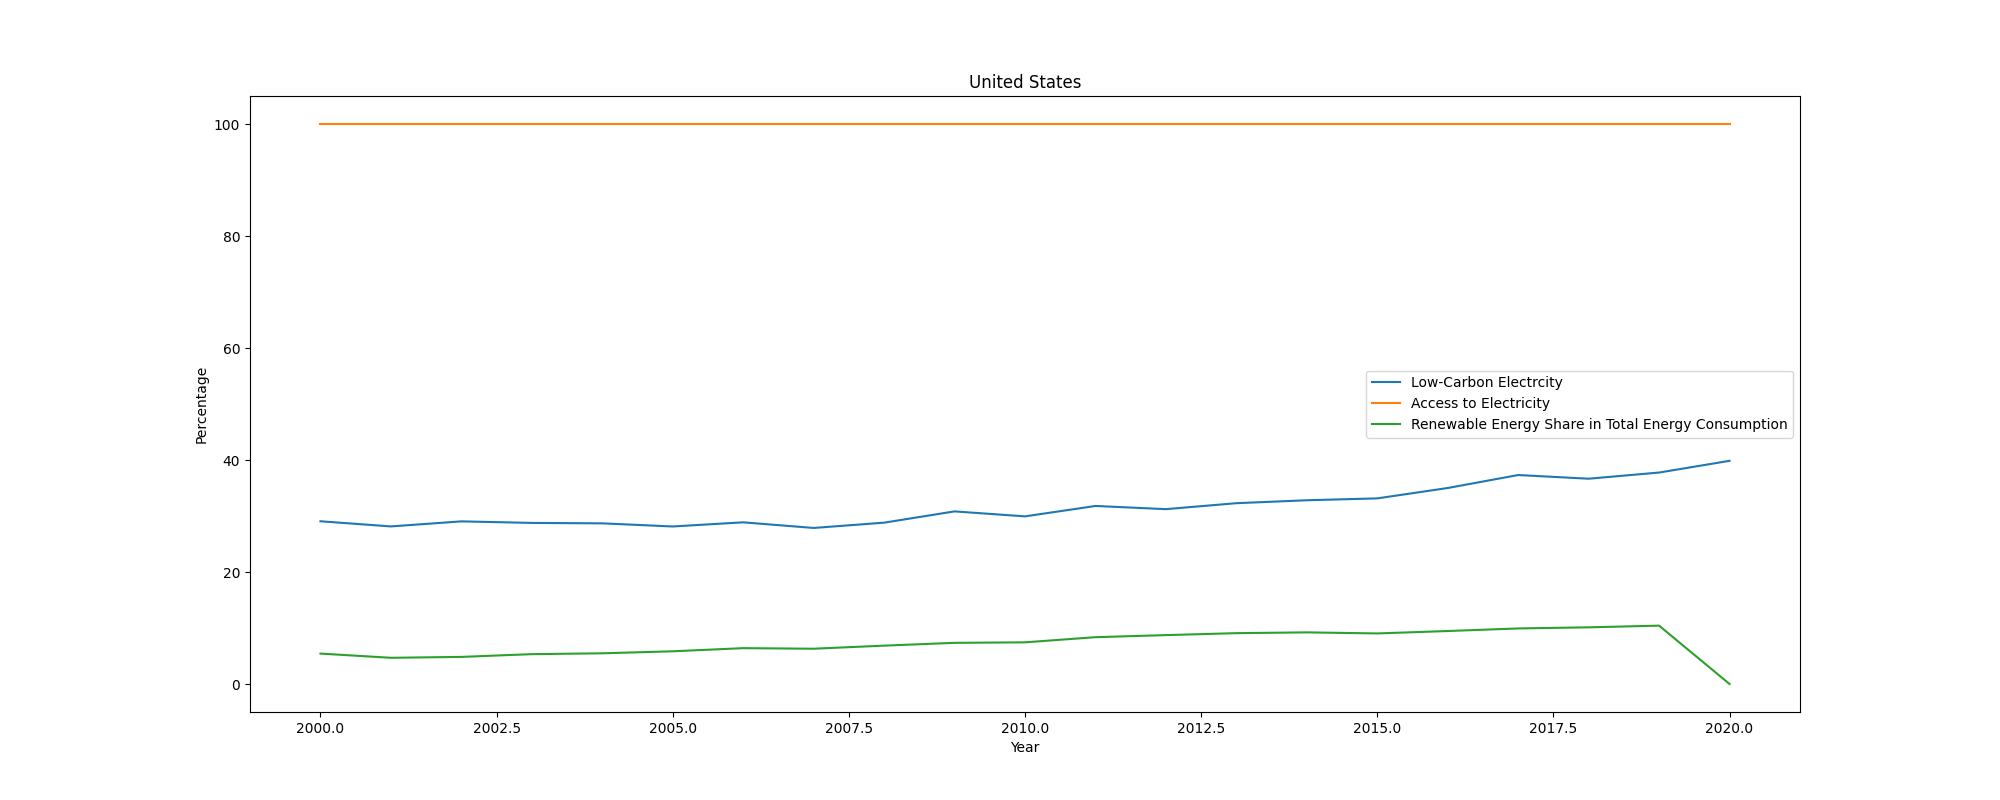 United States
100
80
60
40
20
0
Percentage
Low-Carbon Electrcity
Access to Electricity
Renewable Energy Share in Total Energy Consumption
2000.0 2002.5 2005.0 2007.5 2010.0 2012.5 2015.0 2017.5 2020.0
Year